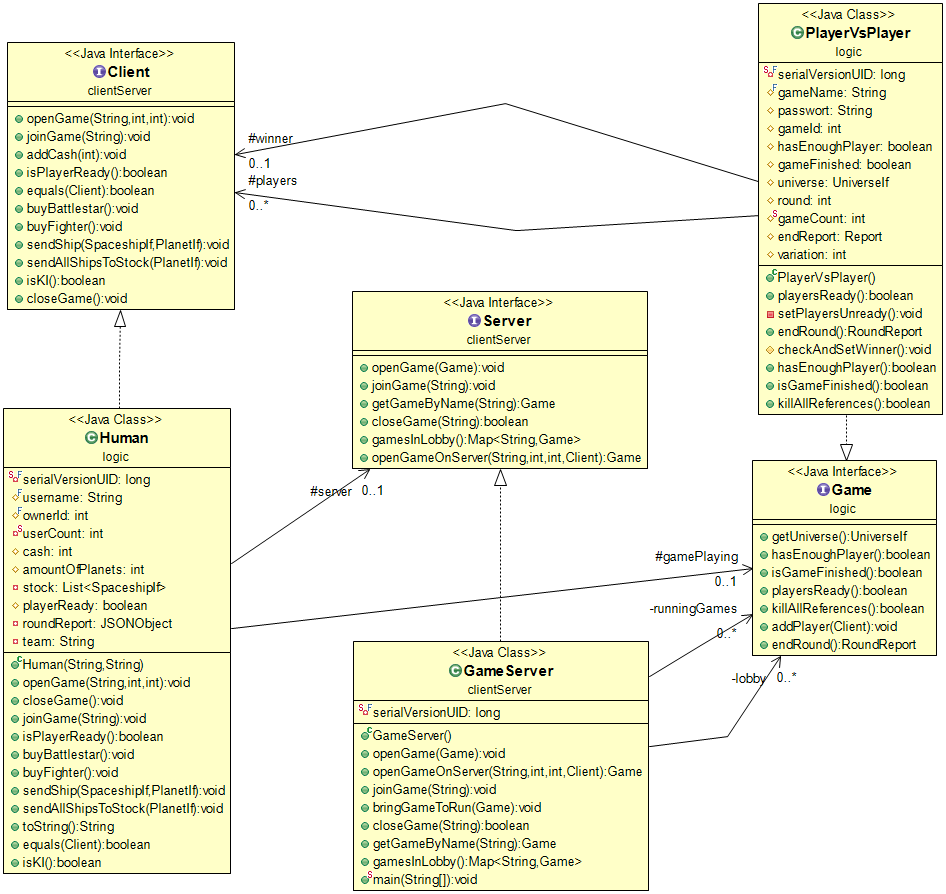 <<Java Interface>>
Client
clientServer
openGame(String,int,int):void
joinGame(String):void
addCash(int):void
isPlayerReady():boolean
equals(Client):boolean
buyBattlestar():void
buyFighter():void
sendShip(SpaceshipIf,PlanetIf):void
sendAllShipsToStock(PlanetIf):void
isKI():boolean
closeGame():void
#winner
0..1
#players
0..*
<<Java Class>>
PlayerVsPlayer
logic
serialVersionUID: long
gameName: String
passwort: String
gameId: int
hasEnoughPlayer: boolean
gameFinished: boolean
universe: UniverseIf
round: int
gameCount: int
endReport: Report
variation: int
PlayerVsPlayer()
playersReady():boolean
setPlayersUnready():void
endRound():RoundReport
checkAndSetWinner():void
hasEnoughPlayer():boolean
isGameFinished():boolean
killAllReferences():boolean
<<Java Interface>>
Server
clientServer
openGame(Game):void
joinGame(String):void
getGameByName(String):Game
closeGame(String):boolean
gamesInLobby():Map<String,Game>
openGameOnServer(String,int,int,Client):Game
<<Java Class>>
Human
logic
serialVersionUID: long
username: String
ownerId: int
userCount: int
cash: int
amountOfPlanets: int
stock: List<SpaceshipIf>
playerReady: boolean
roundReport: JSONObject
team: String
Human(String,String)
openGame(String,int,int):void
closeGame():void
joinGame(String):void
isPlayerReady():boolean
buyBattlestar():void
buyFighter():void
sendShip(SpaceshipIf,PlanetIf):void
sendAllShipsToStock(PlanetIf):void
toString():String
equals(Client):boolean
isKI():boolean
#server
0..1
#gamePlaying
0..1
-runningGames
0..*
-lobby
0..*
<<Java Interface>>
Game
logic
getUniverse():UniverseIf
hasEnoughPlayer():boolean
isGameFinished():boolean
playersReady():boolean
killAllReferences():boolean
addPlayer(Client):void
endRound():RoundReport
<<Java Class>>
GameServer
clientServer
serialVersionUID: long
GameServer()
openGame(Game):void
openGameOnServer(String,int,int,Client):Game
joinGame(String):void
bringGameToRun(Game):void
closeGame(String):boolean
getGameByName(String):Game
gamesInLobby():Map<String,Game>
main(String[]):void